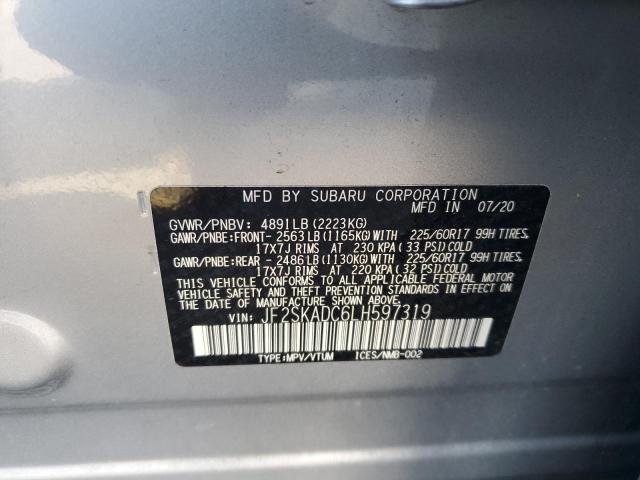 MFD BY SUBARU CORPORATION
MFD IN 07/20
GVWR/PNBV: 4891LB (2223KG)
GAWR/PNBE:FRONT- 2563LB (1165KG)WITH 225/60R17 99H TIRES,
17X7J RIMS AT 230 KPA (33 PSI)COLD
GAWR/PNBE:REAR - 2486LB (1130KG)WITH 225/60R17 99H TIRES,
17X7J RIMS AT 220 KPA (32 PSI)COLD
THIS VEHICLE CONFORMS TO ALL APPLICABLE FEDERAL MOTOR
VEHICLE SAFETY AND THEFT PREVENTION STANDARDS IN EFFECT
ON THE DATE OF MANUFACTURE SHOWN ABOVE.
VIN: JF2SKADC6LH597319
TYPE:MPV/VTUM ICES/NMB-002